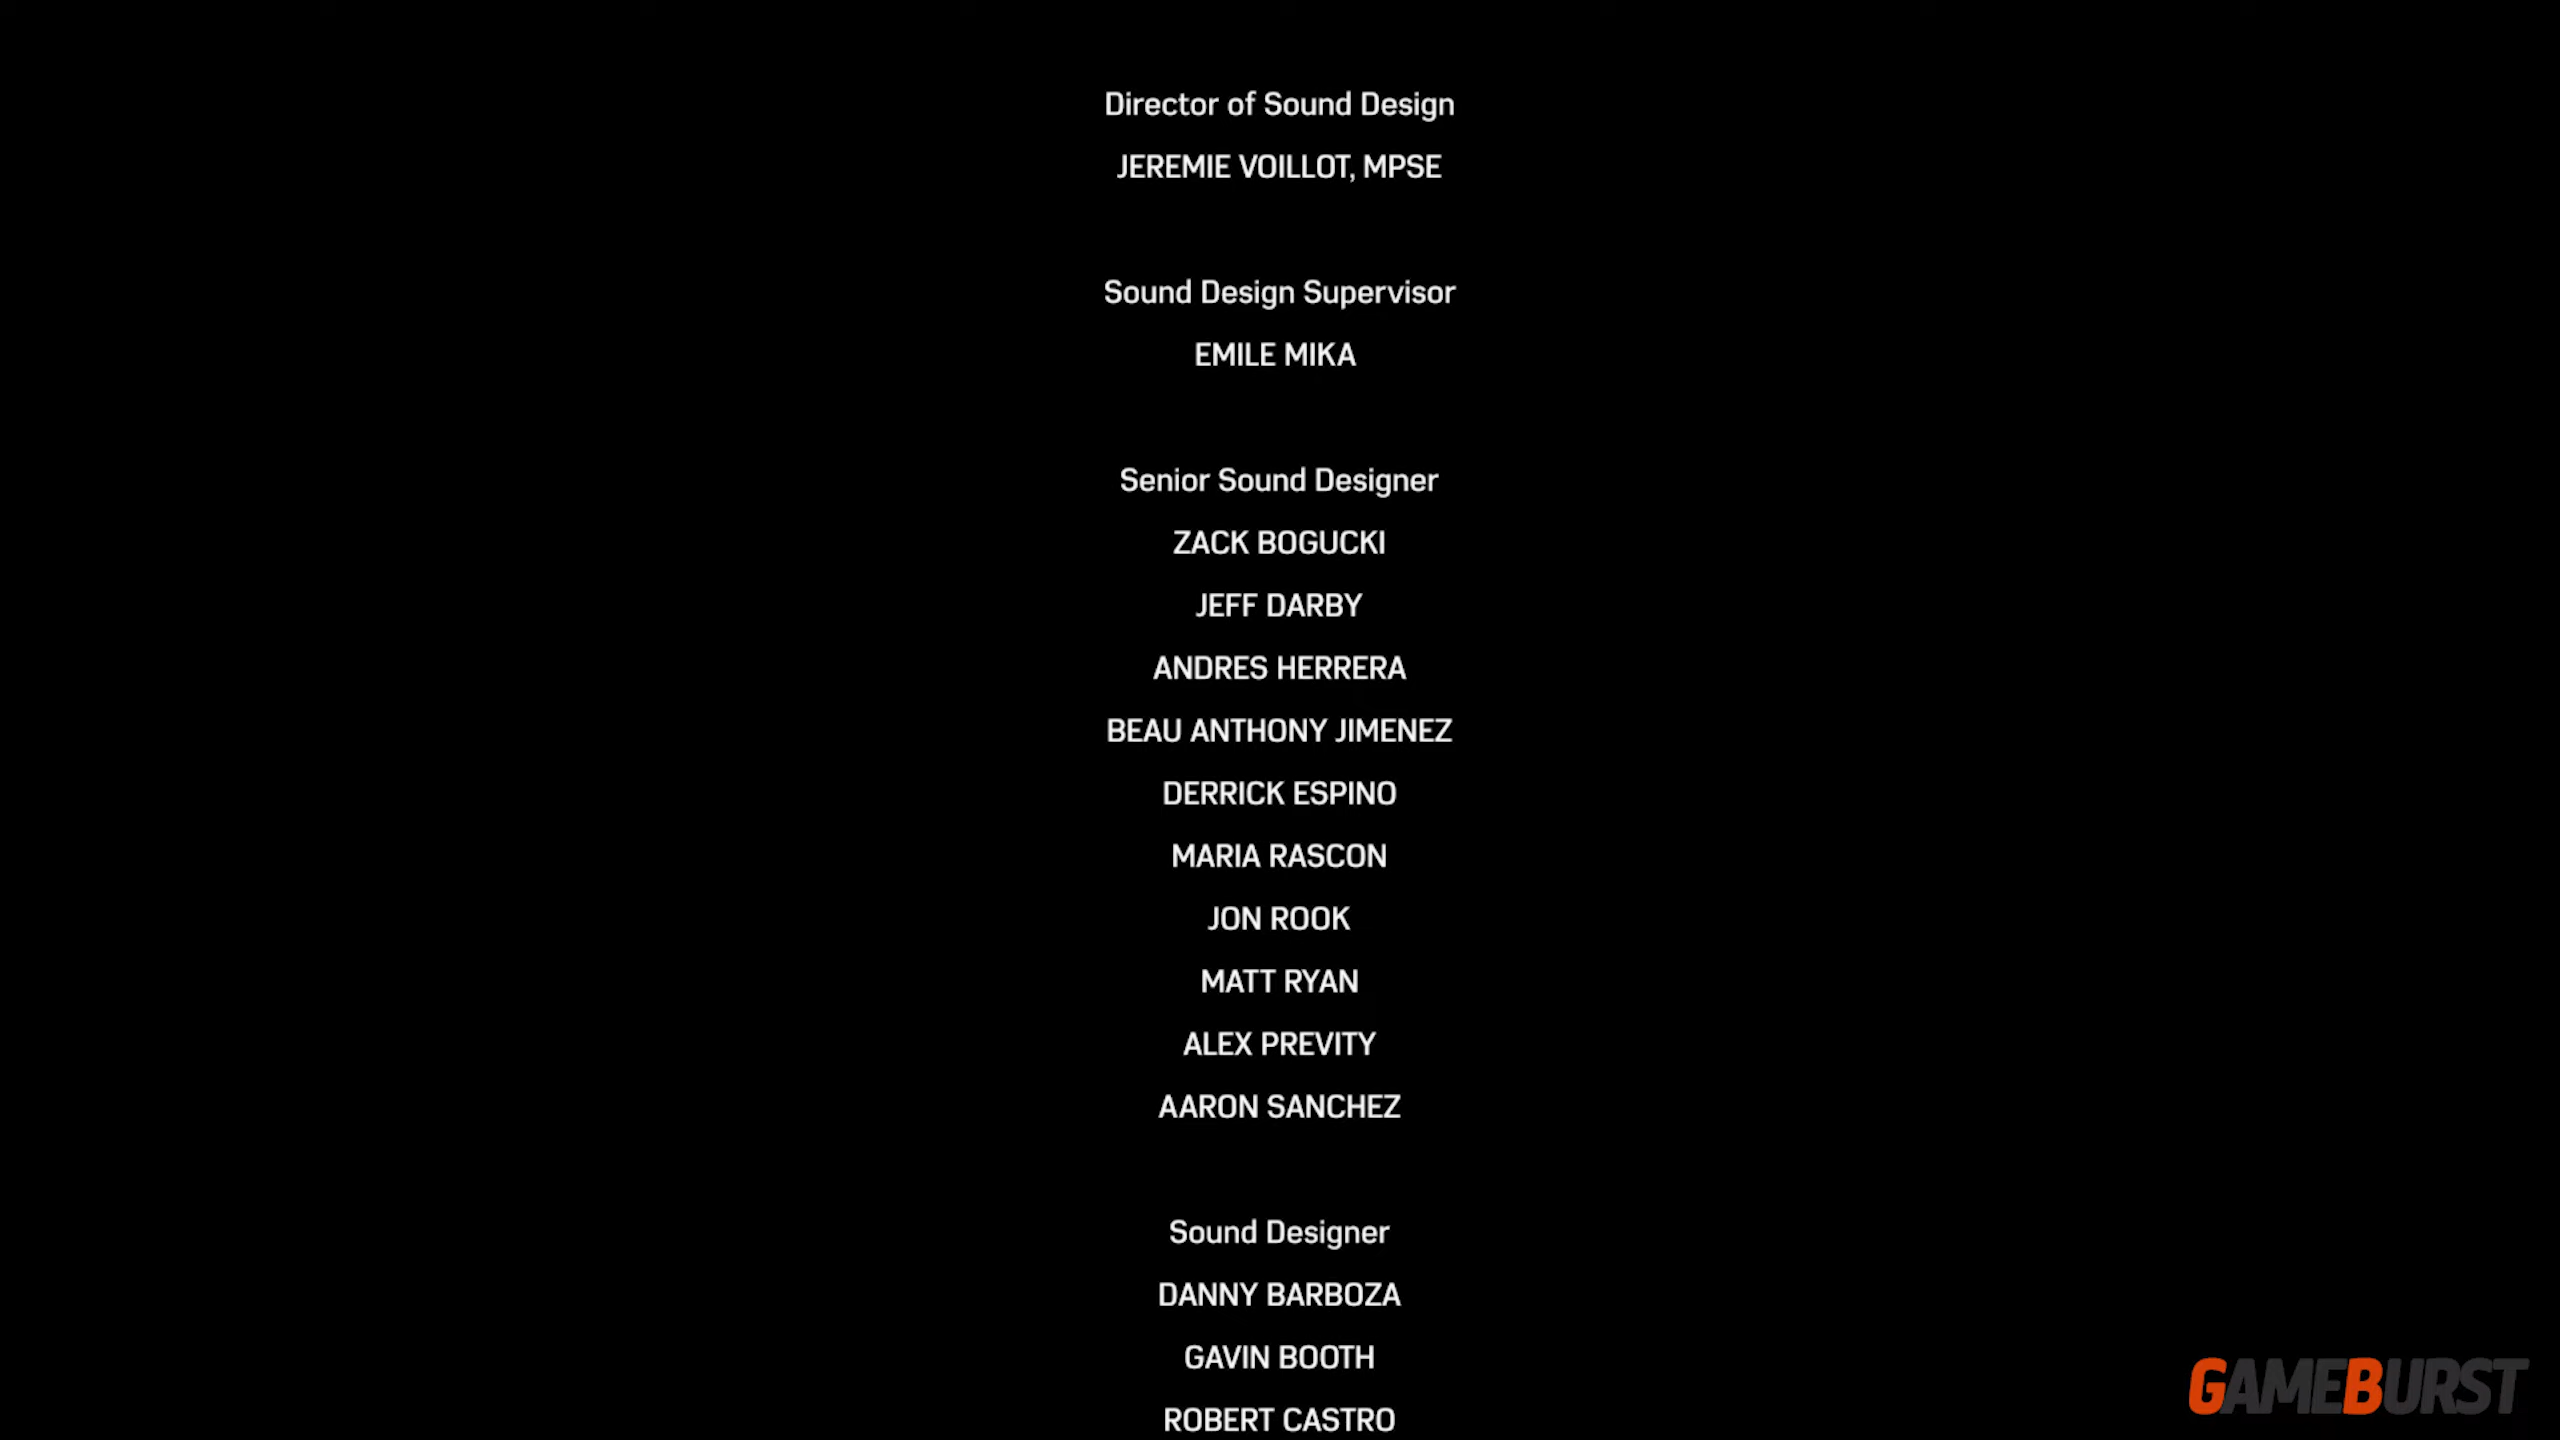 Director of Sound Design
JEREMIE VOILLOT, MPSE
Sound Design Supervisor
EMILE MIKA
Senior Sound Designer
ZACK BOGUCKI
JEFF DARBY
ANDRES HERRERA
BEAU ANTHONY JIMENEZ
DERRICK ESPINO
MARIA RASCON
JON ROOK
MATT RYAN
ALEX PREVITY
AARON SANCHEZ
Sound Designer
DANNY BARBOZA
GAVIN BOOTH
ROBERT CASTRO
GAMEBURST